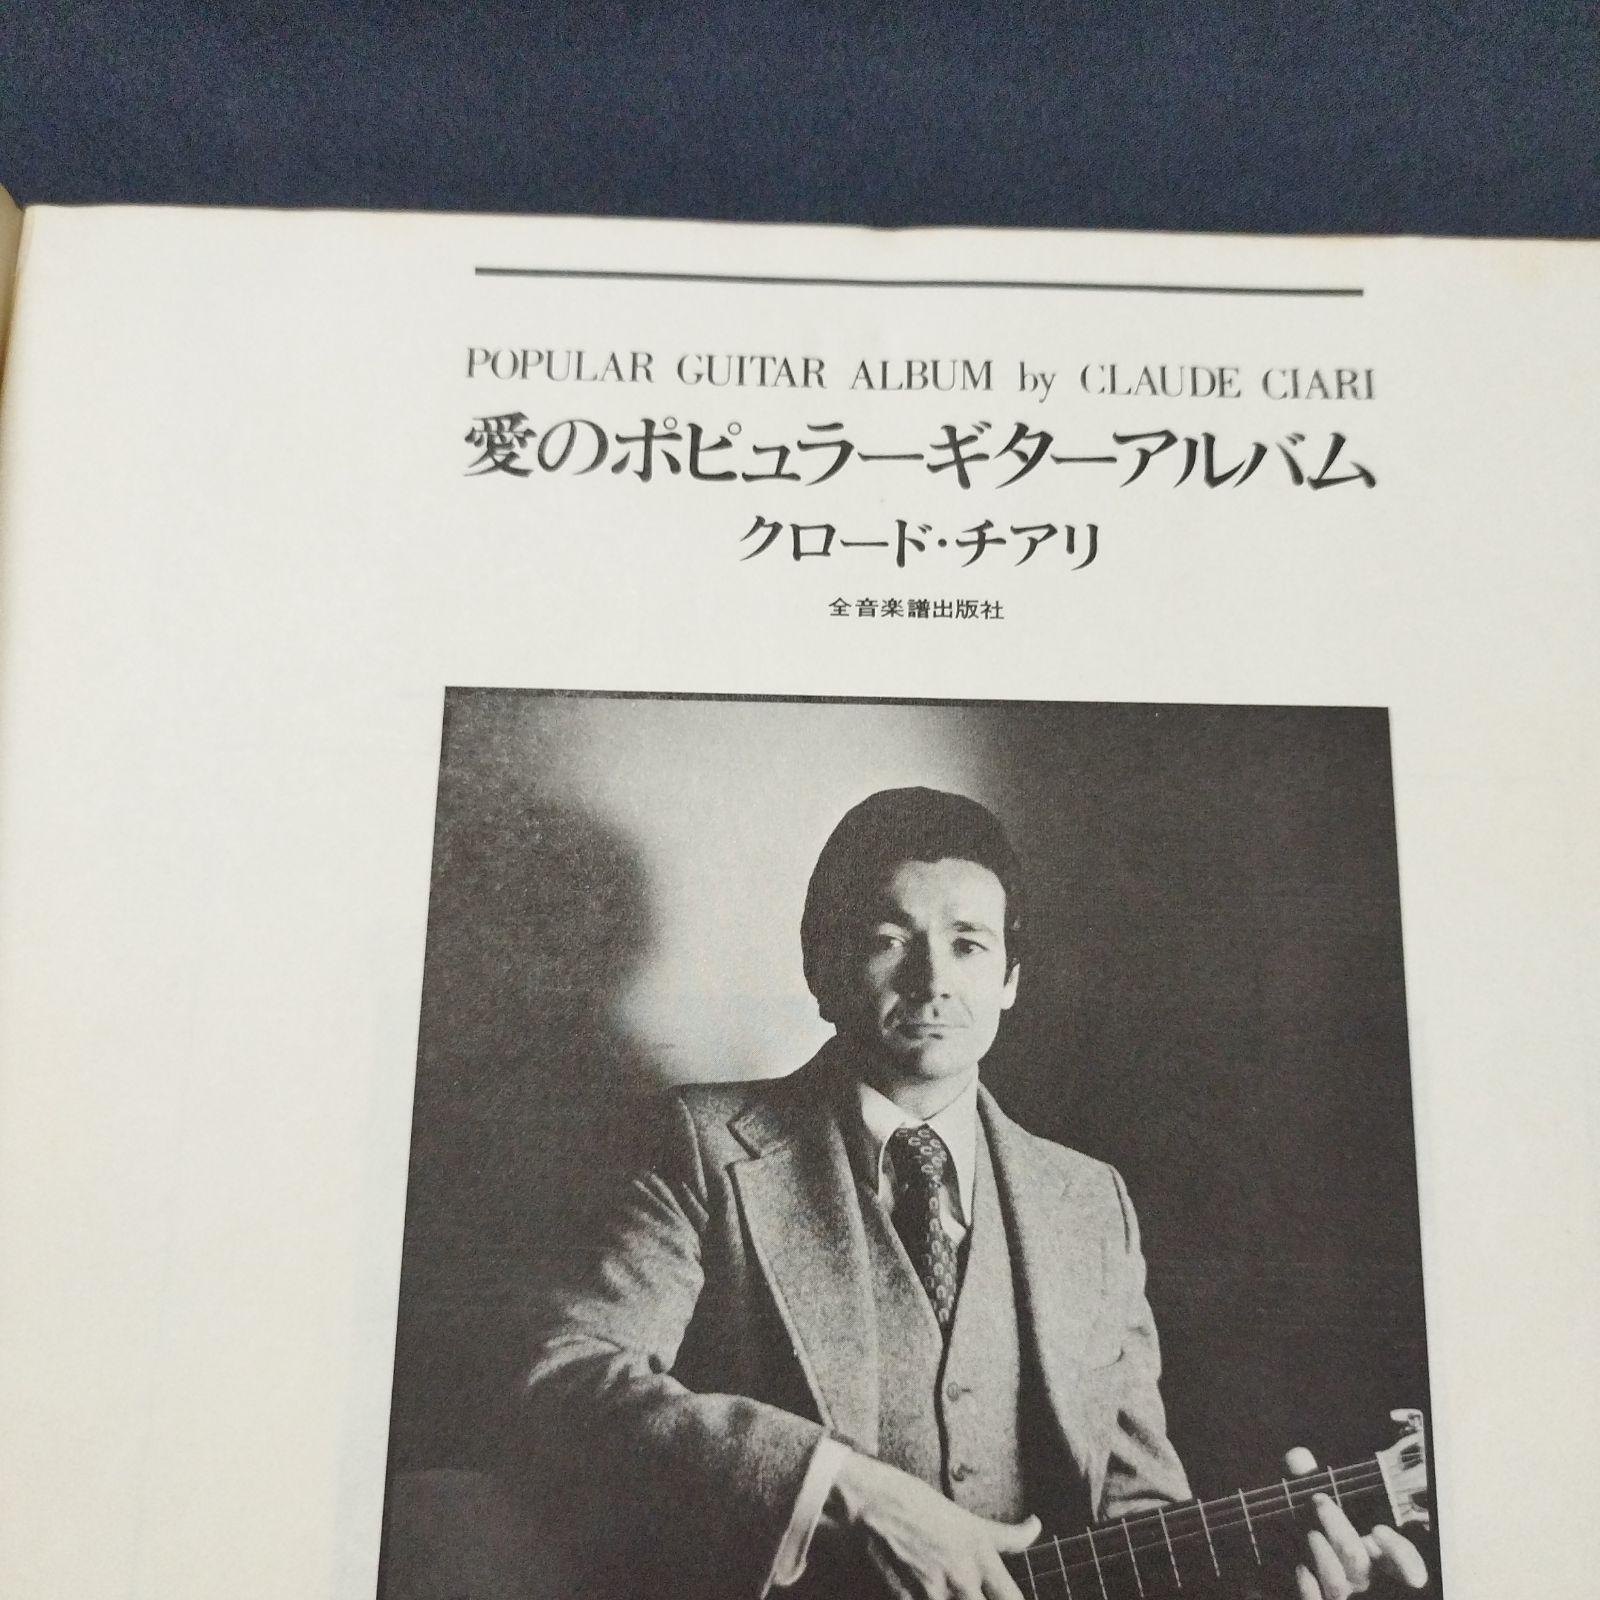 POPULAR GUITAR ALBUM by CLAUDE CIARI
愛のポピュラーギターアルバム
クロード・チアリ
全音楽譜出版社